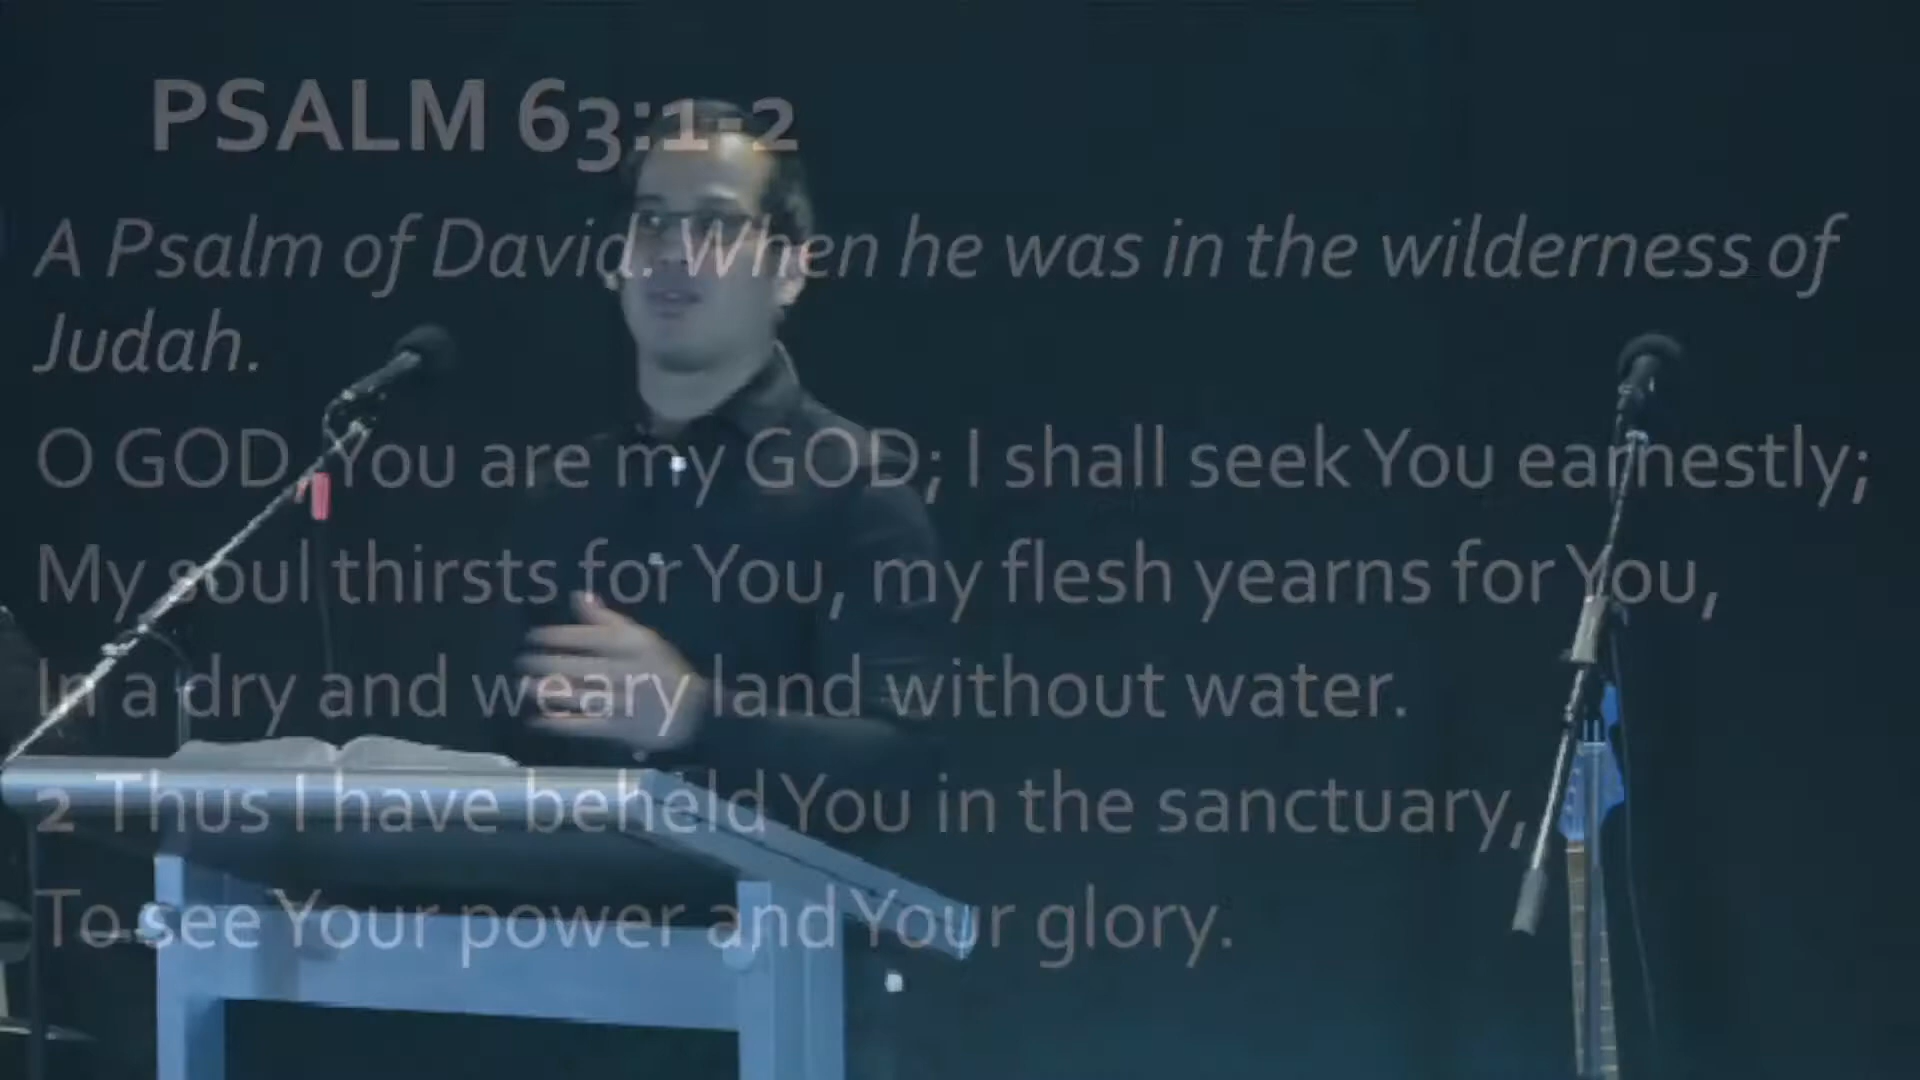 PSALM 63:1-2
A Psalm of David. When he was in the wilderness of
Judah.
O GOD, You are my GOD; I shall seek You earnestly;
My soul thirsts for You, my flesh yearns for You,
In a dry and weary land without water.
2 Thus I have beheld You in the sanctuary,
To see Your power and Your glory.